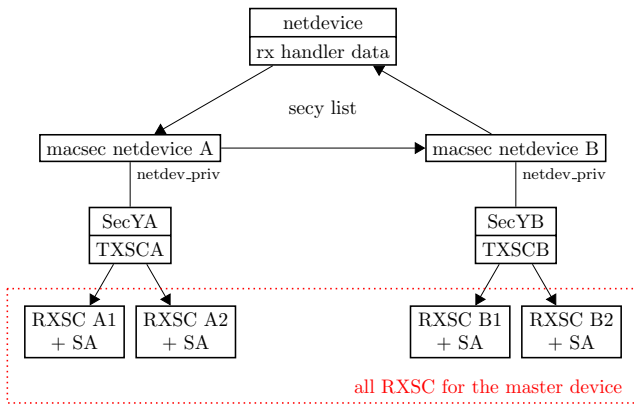 netdevice
rx handler data
secy list
macsec netdevice A
macsec netdevice B
netdev_priv
netdev_priv
SecYA
TXSCA
SecYB
TXSCB
RXSC A1
+ SA
RXSC A2
+ SA
RXSC B1
+ SA
RXSC B2
+ SA
all RXSC for the master device